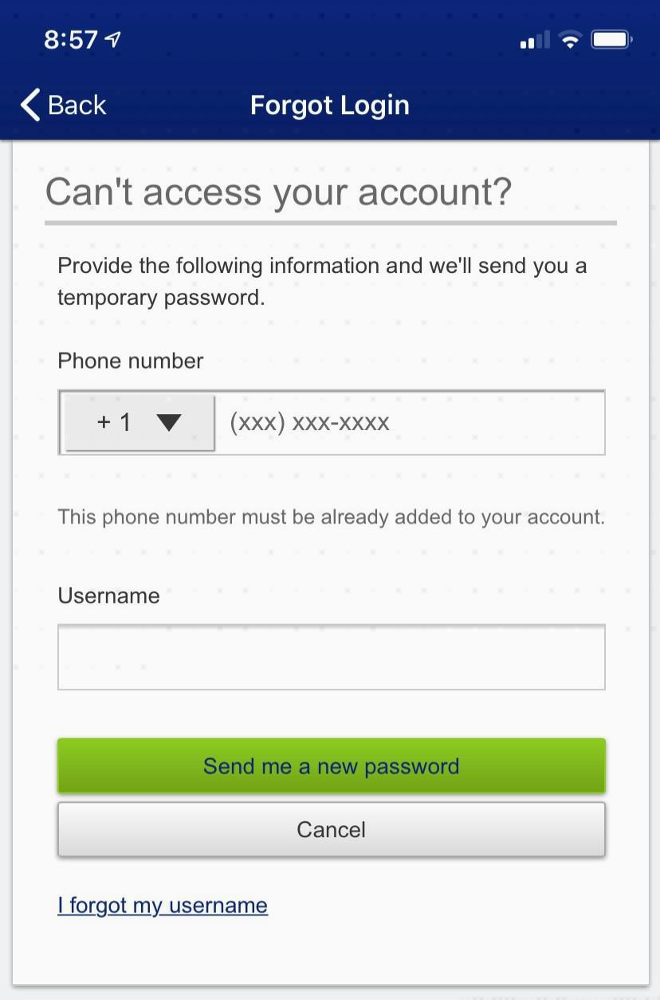 8:57
Back
Forgot Login
Can't access your account?
Provide the following information and we'll send you a
temporary password.
Phone number
+ 1 (xxx) xxx-xxxx
This phone number must be already added to your account.
Username
Send me a new password
Cancel
I forgot my username